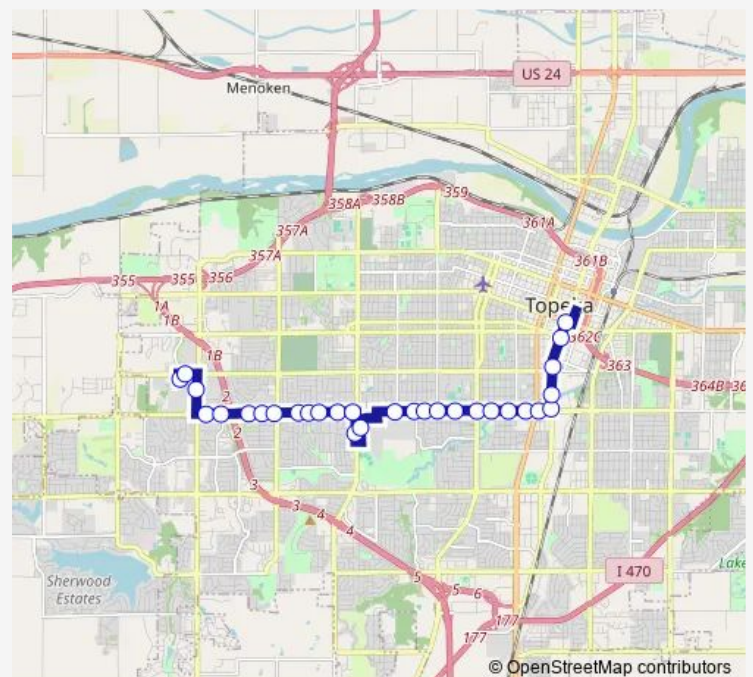 US 24
Menoken
358A
358B
359
357A
361A
357A
361B
355
355
356
1A
1B
Topeka
362C
1B
363
364B
36
2
2
3
3
4
4
5
5
6
I 470
Lake
Sherwood
Estates
177
177
© OpenStreetMap contributors